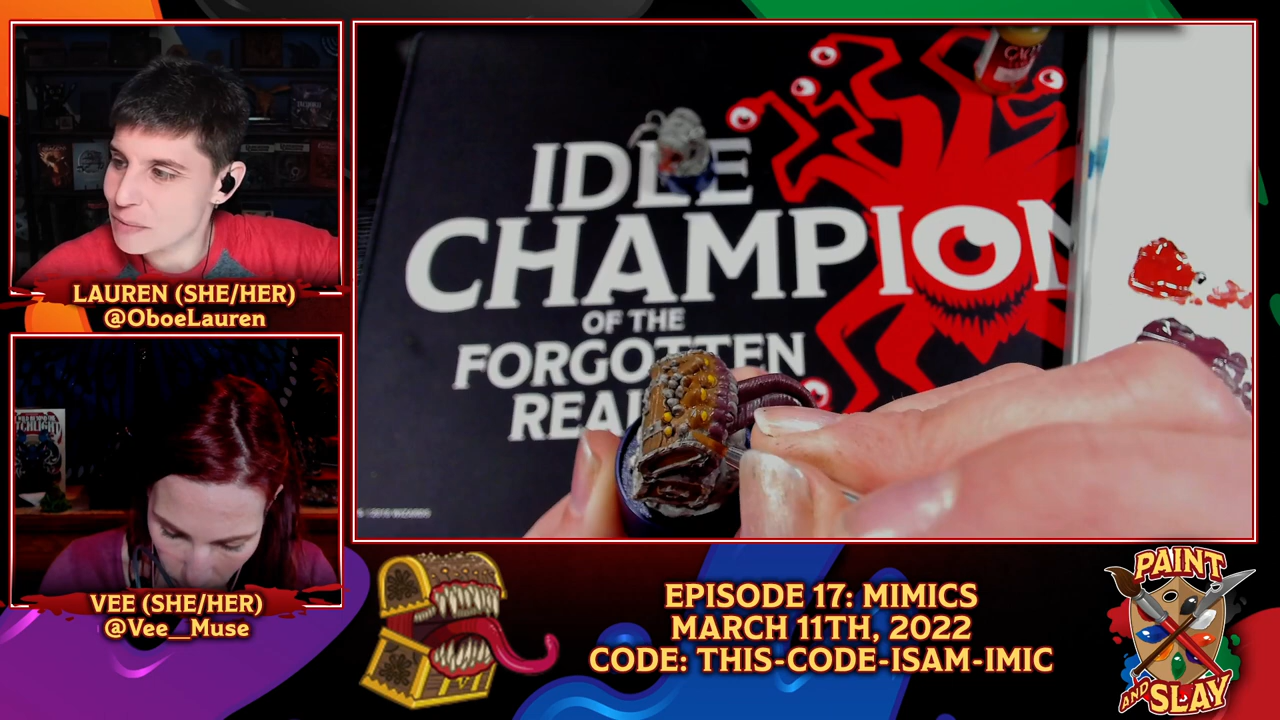 LAUREN (SHE/HER)
@OboeLauren
VEE (SHE/HER)
@Vee__Muse
IDLE
CHAMPION
OF THE
FORGOTTEN
REAL
EPISODE 17: MIMICS
MARCH 11TH, 2022
CODE: THIS-CODE-ISAM-IMIC
PAINT
AND SLAY